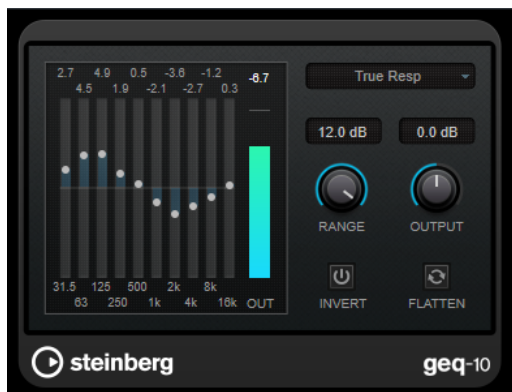 2.7 4.9 0.5 -3.6 -1.2
4.5 1.9 -2.1 -2.7 0.3
-6.7
True Resp
12.0 dB 0.0 dB
RANGE OUTPUT
31.5 125 500 2k 8k
63 250 1k 4k 16k OUT
INVERT FLATTEN
steinberg geq-10